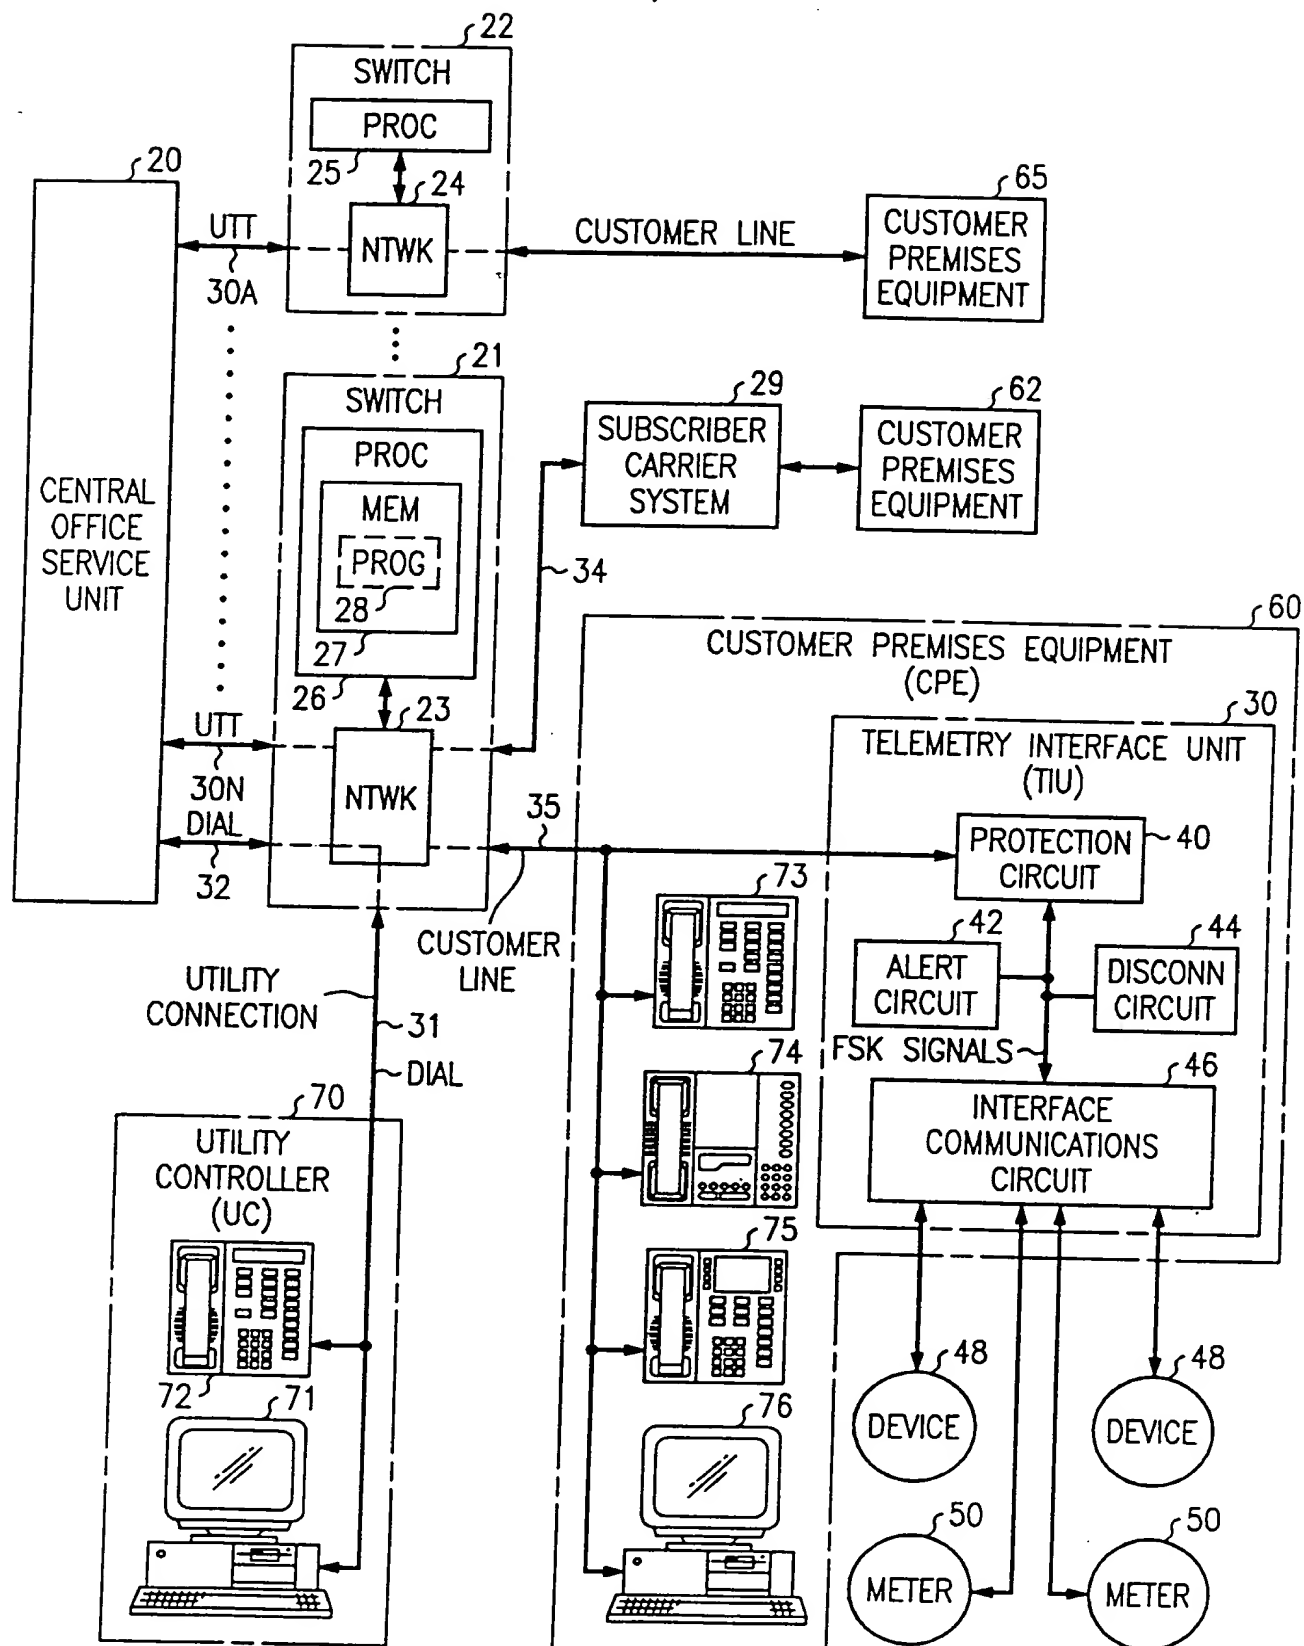 22
SWITCH
PROC
25
24
NTWK
20
UTT
30A
CUSTOMER LINE
65
CUSTOMER
PREMISES
EQUIPMENT
21
SWITCH
PROC
MEM
PROG
28
27
26
23
NTWK
CENTRAL
OFFICE
SERVICE
UNIT
29
SUBSCRIBER
CARRIER
SYSTEM
62
CUSTOMER
PREMISES
EQUIPMENT
34
UTT
30N
DIAL
32
35
CUSTOMER
LINE
60
CUSTOMER PREMISES EQUIPMENT
(CPE)
30
TELEMETRY INTERFACE UNIT
(TIU)
PROTECTION
CIRCUIT
40
42
ALERT
CIRCUIT
44
DISCONN
CIRCUIT
FSK SIGNALS
46
INTERFACE
COMMUNICATIONS
CIRCUIT
73
74
75
76
UTILITY
CONNECTION
31
DIAL
70
UTILITY
CONTROLLER
(UC)
72
71
48
DEVICE
48
DEVICE
50
METER
50
METER